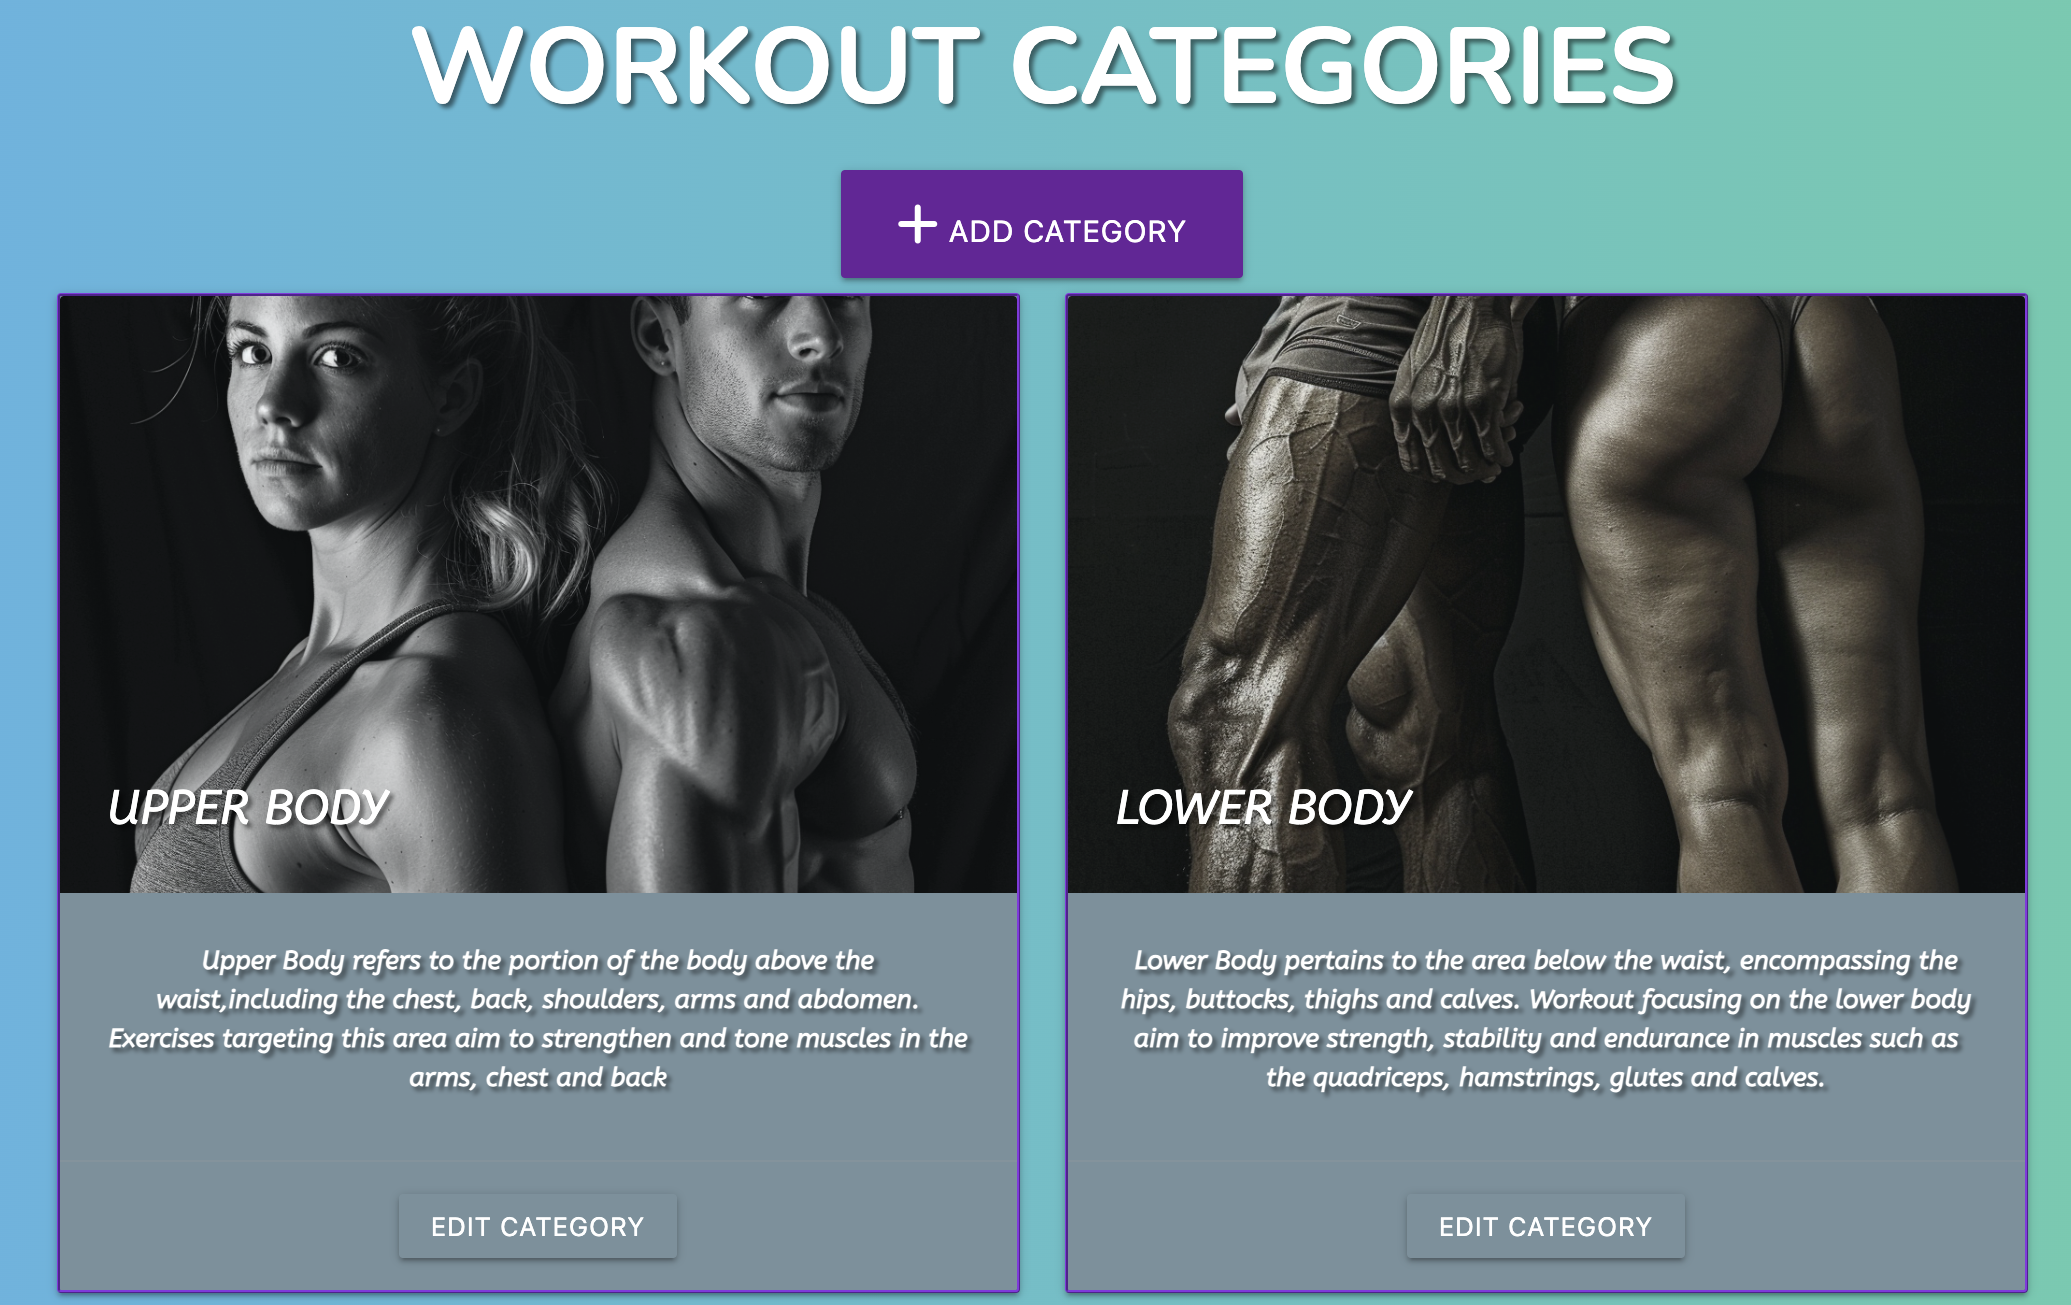 WORKOUT CATEGORIES
+ ADD CATEGORY
UPPER BODY
Upper Body refers to the portion of the body above the
waist,including the chest, back, shoulders, arms and abdomen.
Exercises targeting this area aim to strengthen and tone muscles in the
arms, chest and back
EDIT CATEGORY
LOWER BODY
Lower Body pertains to the area below the waist, encompassing the
hips, buttocks, thighs and calves. Workout focusing on the lower body
aim to improve strength, stability and endurance in muscles such as
the quadriceps, hamstrings, glutes and calves.
EDIT CATEGORY